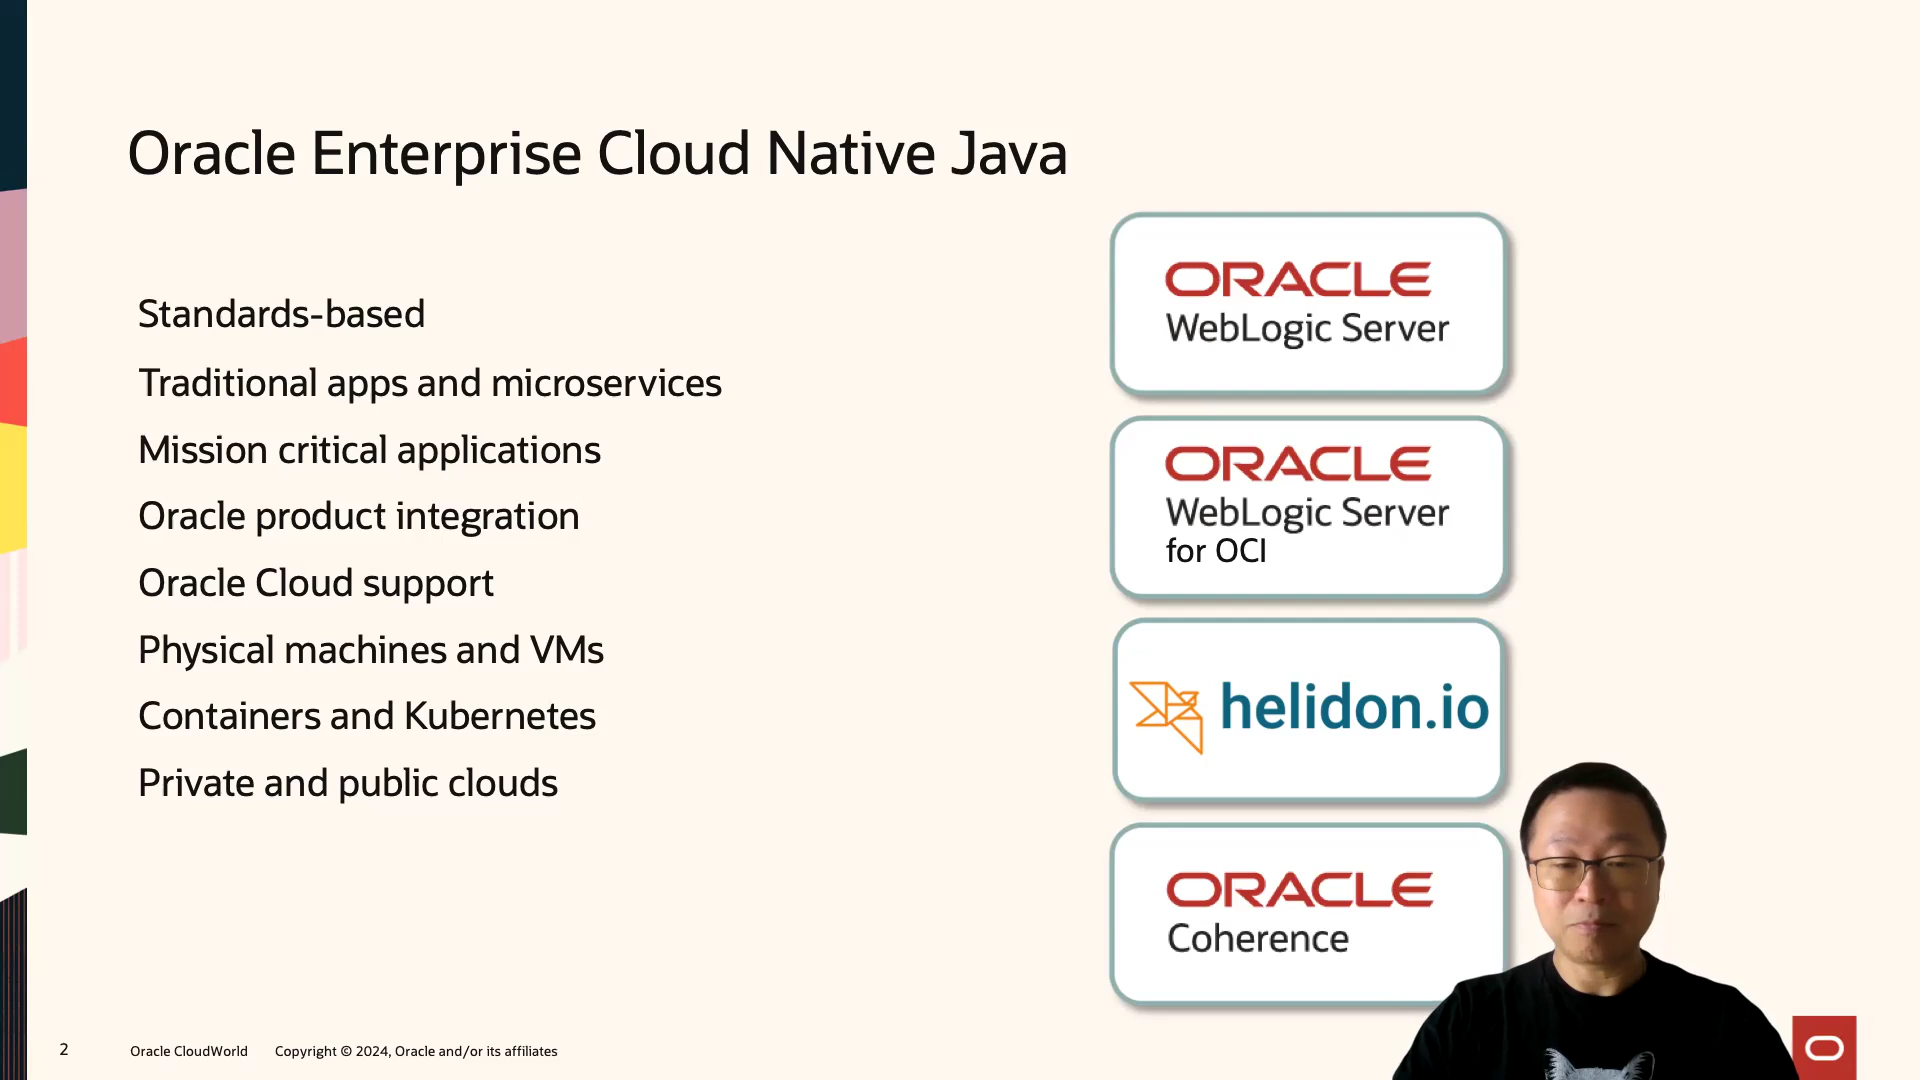 Oracle Enterprise Cloud Native Java
Standards-based
Traditional apps and microservices
Mission critical applications
Oracle product integration
Oracle Cloud support
Physical machines and VMs
Containers and Kubernetes
Private and public clouds
ORACLE
WebLogic Server
ORACLE
WebLogic Server
for OCI
helidon.io
ORACLE
Coherence
2
Oracle CloudWorld
Copyright © 2024, Oracle and/or its affiliates